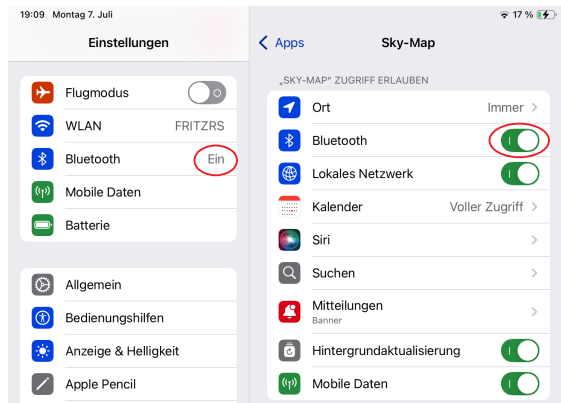 19:09 Montag 7. Juli
17 %
Einstellungen
Flugmodus
WLAN FRITZRS
Bluetooth Ein
Mobile Daten
Batterie
Allgemein
Bedienungshilfen
Anzeige & Helligkeit
Apple Pencil
Apps
Sky-Map
„SKY-MAP“ ZUGRIFF ERLAUBEN
Ort Immer
Bluetooth
Lokales Netzwerk
Kalender Voller Zugriff
Siri
Suchen
Mitteilungen
Banner
Hintergrundaktualisierung
Mobile Daten